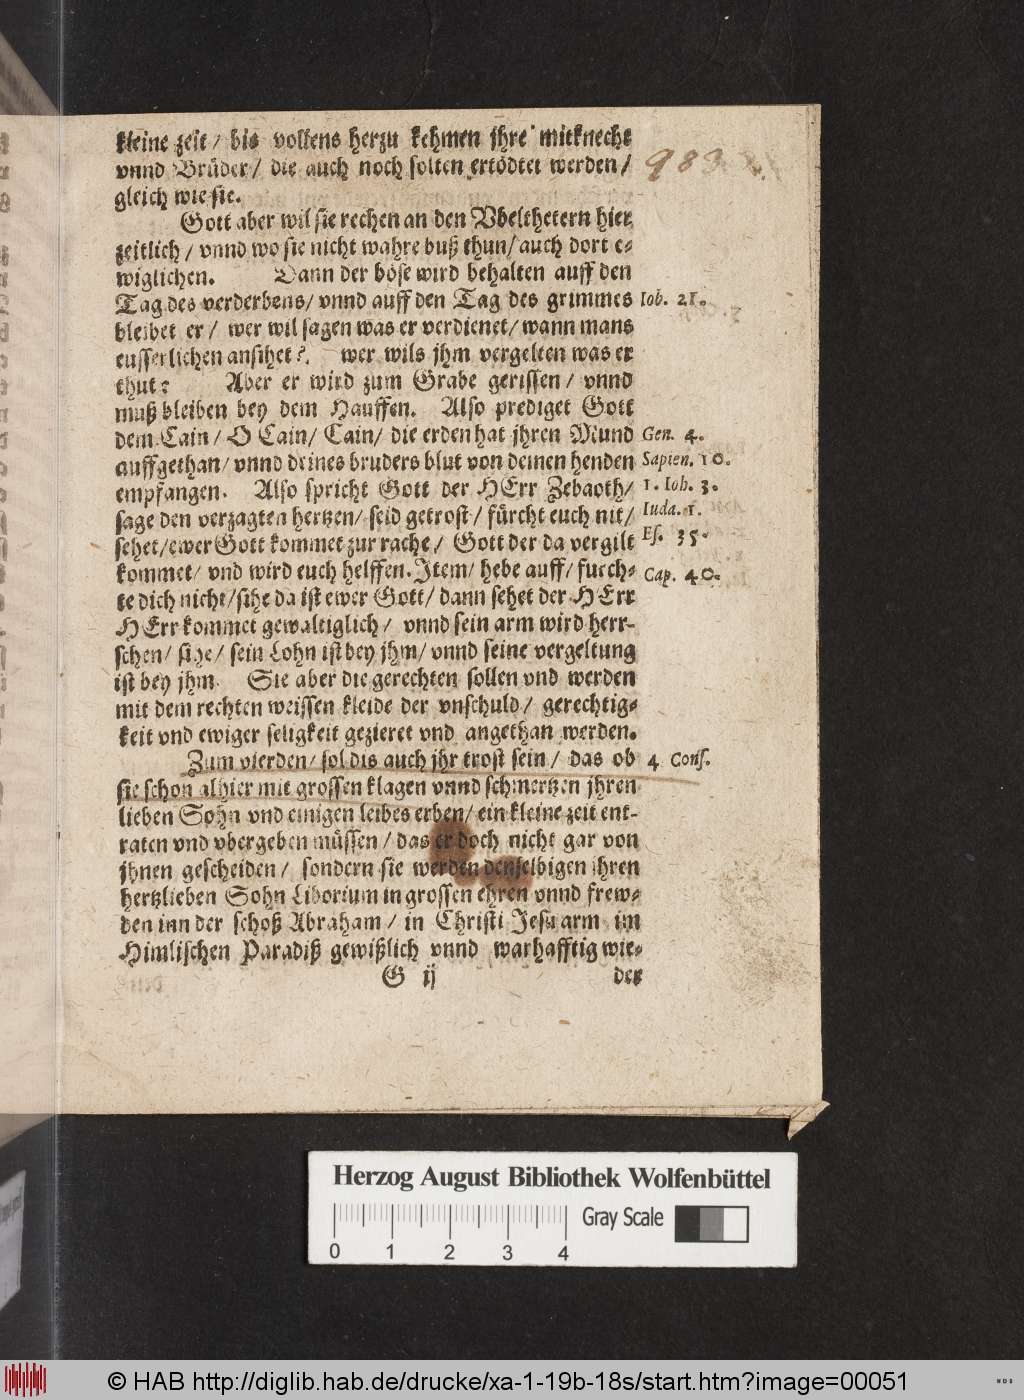 kleine zeit / bis vollens herzu kehmen jhre mitknecht
vnnd Brüder / die auch noch solten ertödtet werden /
gleich wie sie.
983
Gott aber wil sie rechen an den Vbelthetern hier
zeitlich / vnnd wo sie nicht wahre buß thun / auch dort e-
wiglichen. Dann der böse wird behalten auff den
Tag des verderbens / vnnd auff den Tag des grimmes
Iob. 21.
bleibet er / wer wil sagen was er verdienet / wann mans
eusserlichen ansihet? wer wils jhm vergelten was er
thut? Aber er wird zum Grabe gerissen / vnnd
muß bleiben bey dem Hauffen. Also prediget Gott
dem Cain / O Cain / Cain / die erden hat jhren Mund
Gen. 4.
auffgethan / vnnd deines bruders blut von deinen henden
Sapien. 10.
empfangen. Also spricht Gott der HErr Zebaoth /
1. Ioh. 3.
sage den verzagten hertzen / seid getrost / fürcht euch nit /
Iuda. 1.
sehet / ewer Gott kommet zur rache / Gott der da vergilt
Es. 35.
kommet / vnd wird euch helffen. Item / hebe auff / fürch-
Cap. 40.
te dich nicht / sihe da ist ewer Gott / dann sehet der HErr
HErr kommet gewaltiglich / vnnd sein arm wird herr-
schen / sihe / sein Lohn ist bey jhm / vnnd seine vergeltung
ist bey jhm. Sie aber die gerechten sollen vnd werden
mit dem rechten weissen kleide der vnschuld / gerechtig-
keit vnd ewiger seligkeit gezieret vnd angethan werden.
Zum vierden / sol dis auch jhr trost sein / das ob
4 Cons.
sie schon alhier mit grossen klagen vnnd schmertzen jhren
lieben Sohn vnd einigen leibes erben / ein kleine zeit ent-
raten vnd vbergeben müssen / das er doch nicht gar von
jhnen gescheiden / sondern sie werden denselbigen ihren
hertzlieben Sohn Liborium in grossen ehren vnnd frew-
den inn der schoß Abraham / in Christi Jesu arm im
Himlischen Paradiß gewißlich vnnd warhafftig wie-
G ij
der
Herzog August Bibliothek Wolfenbüttel
0 1 2 3 4
Gray Scale
© HAB http://diglib.hab.de/drucke/xa-1-19b-18s/start.htm?image=00051